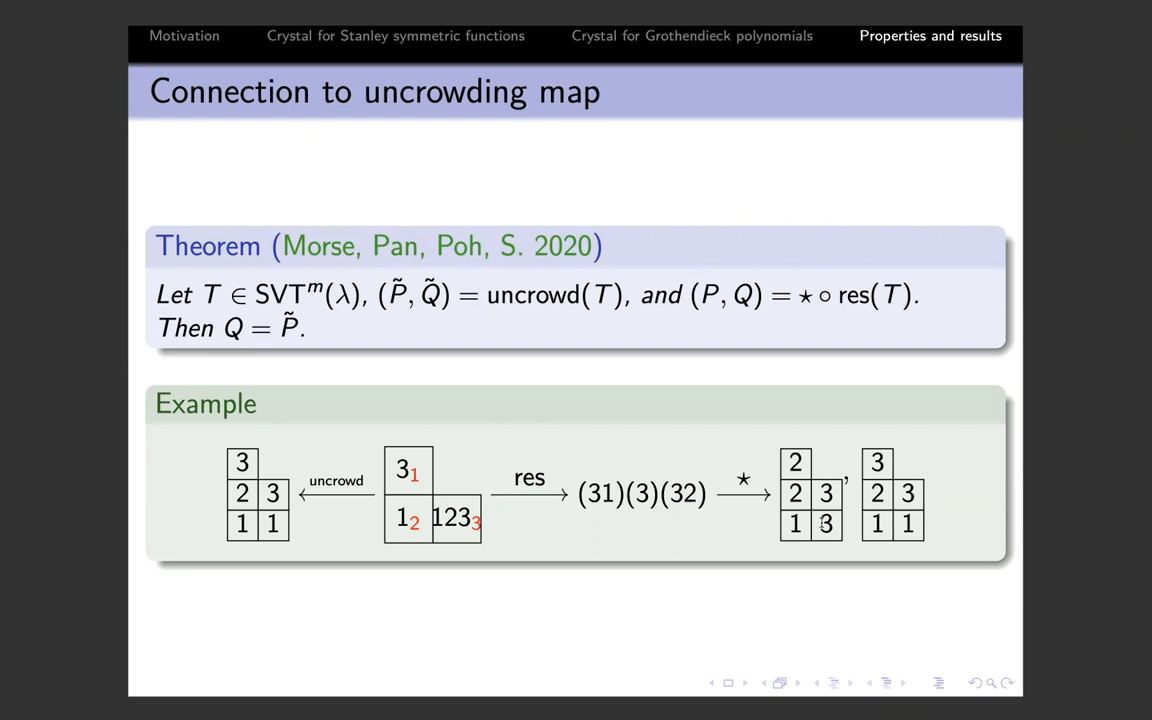 Motivation Crystal for Stanley symmetric functions Crystal for Grothendieck polynomials Properties and results
Connection to uncrowding map
Theorem (Morse, Pan, Poh, S. 2020)
Let T ∈ SVTᵐ(λ), (P̃, Q̃) = uncrowd(T), and (P, Q) = ⋆ ∘ res(T).
Then Q = P̃.
Example
3 3₁ 2 3
2 3 uncrowd res (31)(3)(32) ⋆ 2 3 , 2 3
1 1 1₂ 123₃ 1 3 1 1